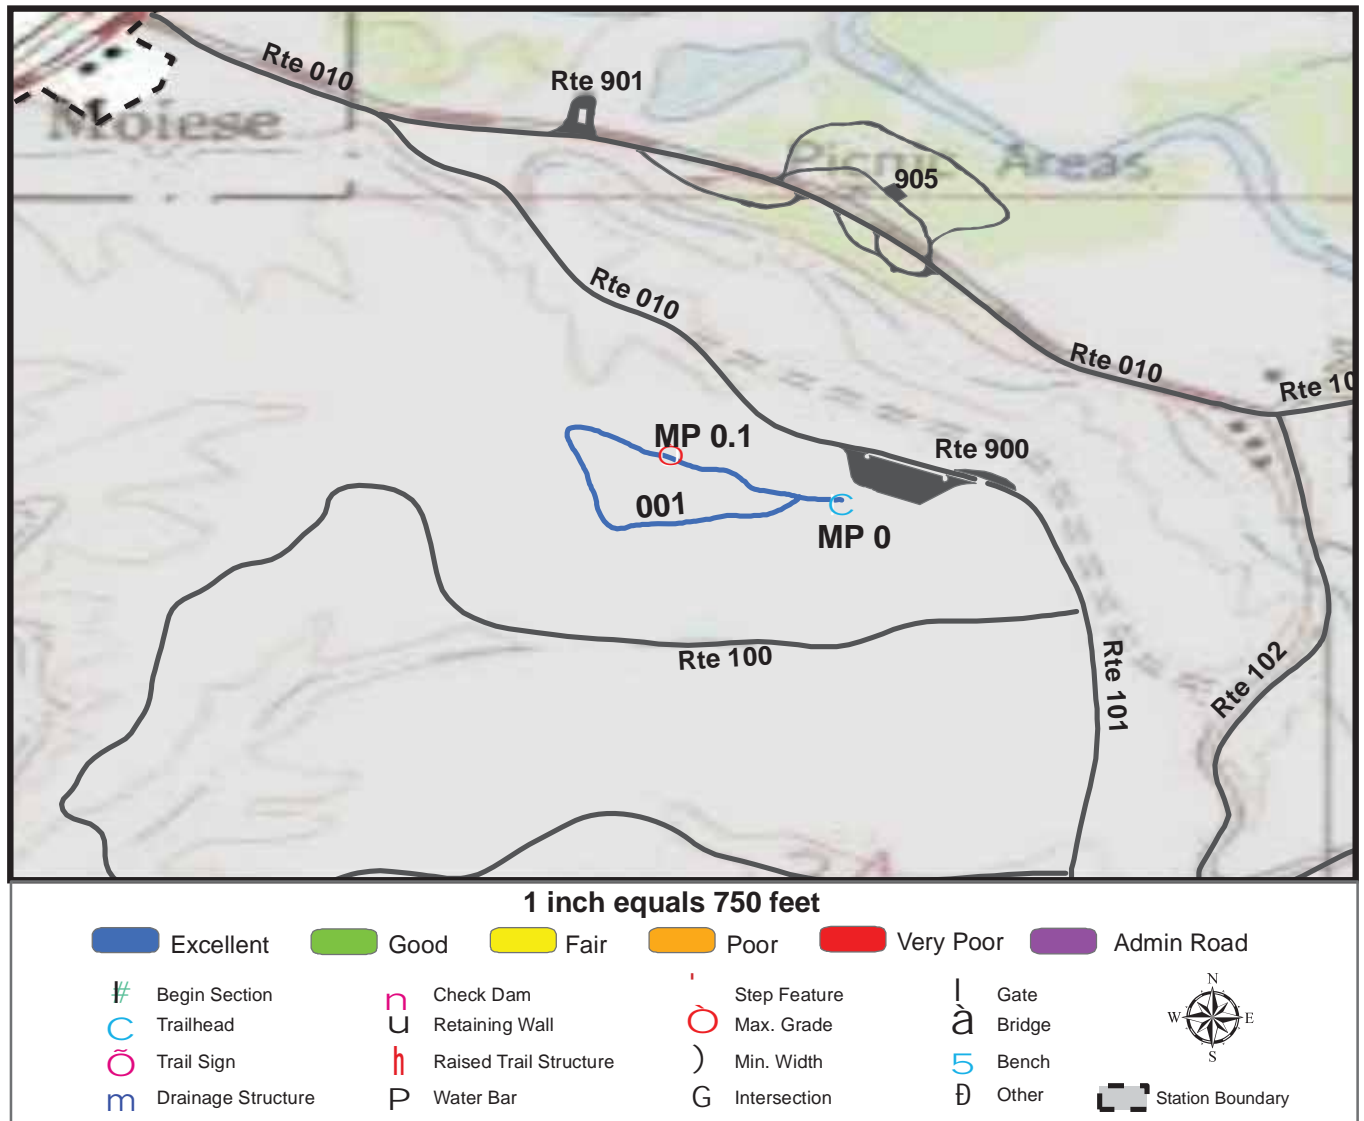 Rte 010
Rte 901
Moiese
Picnic Areas
905
Rte 010
Rte 010
Rte 10
MP 0.1
Rte 900
001
C
MP 0
Rte 100
Rte 101
Rte 102
1 inch equals 750 feet
Excellent
Good
Fair
Poor
Very Poor
Admin Road
# Begin Section
n Check Dam
' Step Feature
Gate
C Trailhead
u Retaining Wall
Ò Max. Grade
à Bridge
Õ Trail Sign
h Raised Trail Structure
) Min. Width
5 Bench
m Drainage Structure
P Water Bar
G Intersection
Ð Other
Station Boundary
N
W E
S